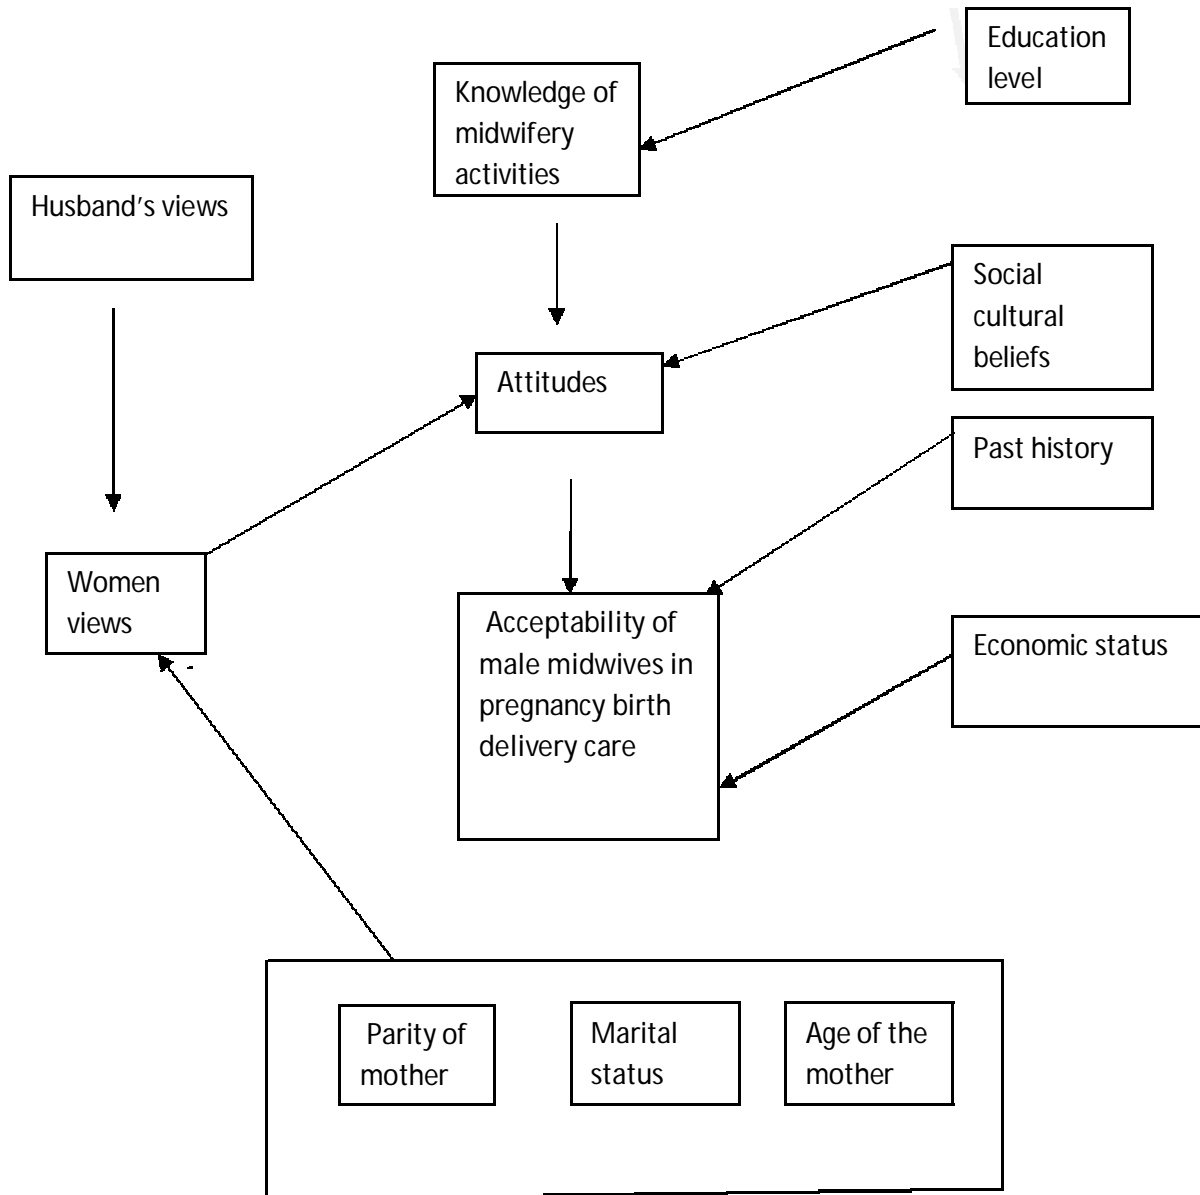 Education
level
Knowledge of
midwifery
activities
Husband's views
Social
cultural
beliefs
Attitudes
Past history
Women
views
Acceptability of
male midwives in
pregnancy birth
delivery care
Economic status
Parity of
mother
Marital
status
Age of the
mother